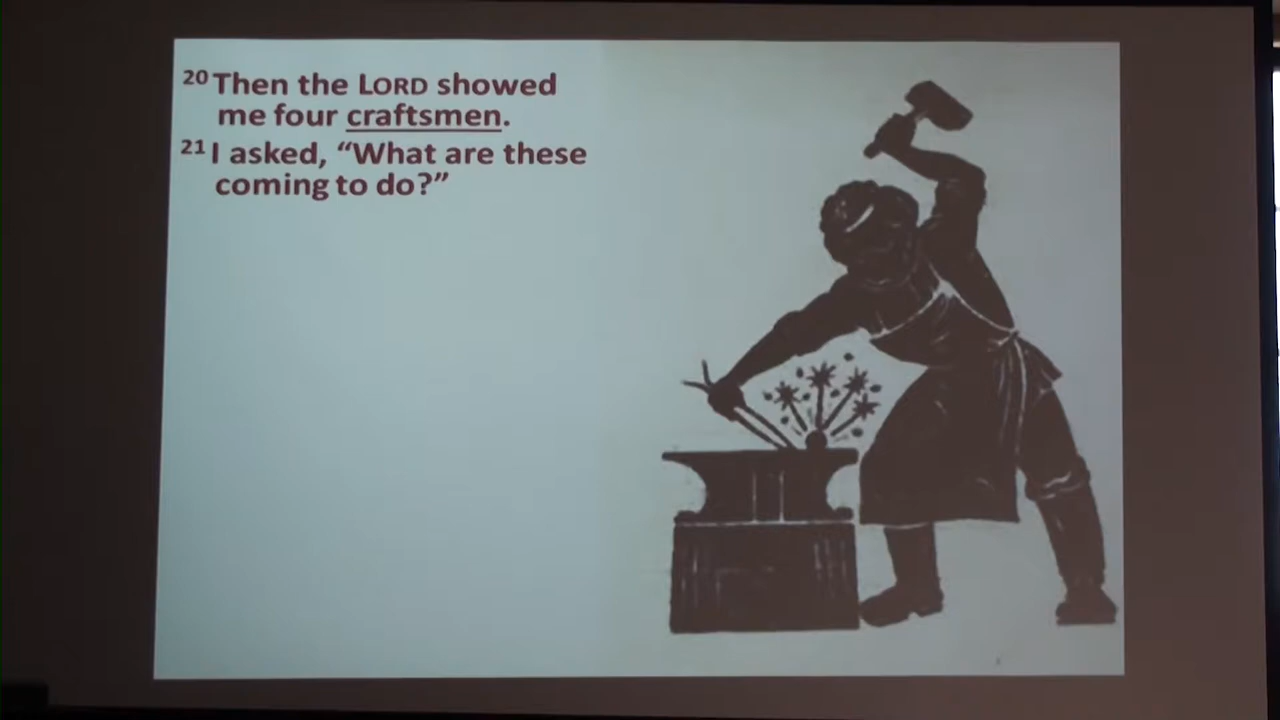 20 Then the LORD showed
me four craftsmen.
21 I asked, “What are these
coming to do?”